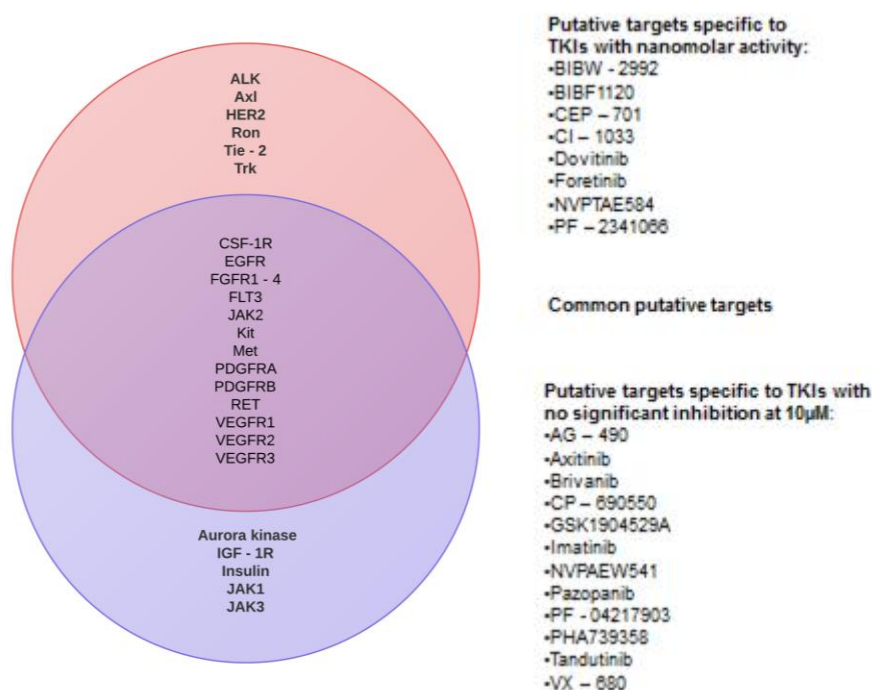 ALK
Axl
HER2
Ron
Tie - 2
Trk
CSF-1R
EGFR
FGFR1 - 4
FLT3
JAK2
Kit
Met
PDGFRA
PDGFRB
RET
VEGFR1
VEGFR2
VEGFR3
Aurora kinase
IGF - 1R
Insulin
JAK1
JAK3
Putative targets specific to
TKIs with nanomolar activity:
•BIBW - 2992
•BIBF1120
•CEP – 701
•CI – 1033
•Dovitinib
•Foretinib
•NVPTAE584
•PF – 2341066
Common putative targets
Putative targets specific to TKIs with
no significant inhibition at 10µM:
•AG – 490
•Axitinib
•Brivanib
•CP – 690550
•GSK1904529A
•Imatinib
•NVPAEW541
•Pazopanib
•PF - 04217903
•PHA739358
•Tandutinib
•VX – 680